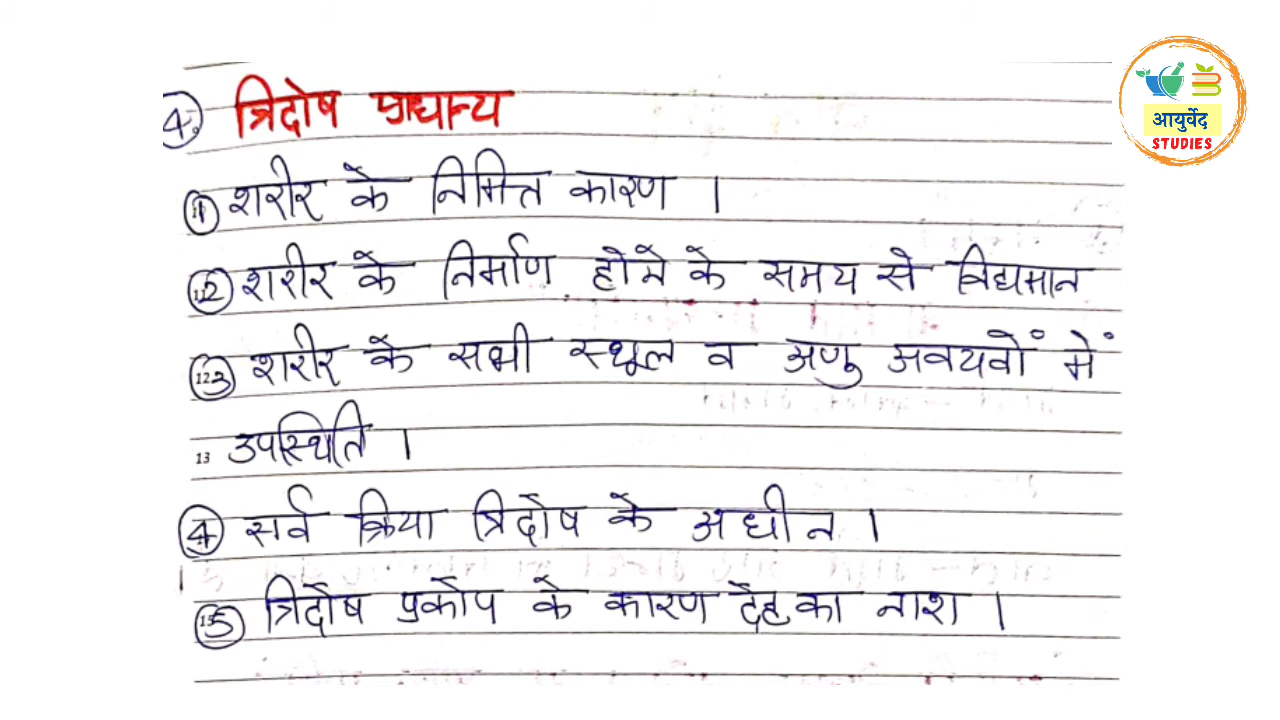 आयुर्वेद
STUDIES
4. त्रिदोष प्राधान्य
1 शरीर के निमित्त कारण ।
2 शरीर के निर्माण होने के समय से विद्यमान
3 शरीर के सभी स्थूल व अणु अवयवों में
13 उपस्थिति ।
4 सर्व क्रिया त्रिदोष के अधीन ।
5 त्रिदोष प्रकोप के कारण देह का नाश ।